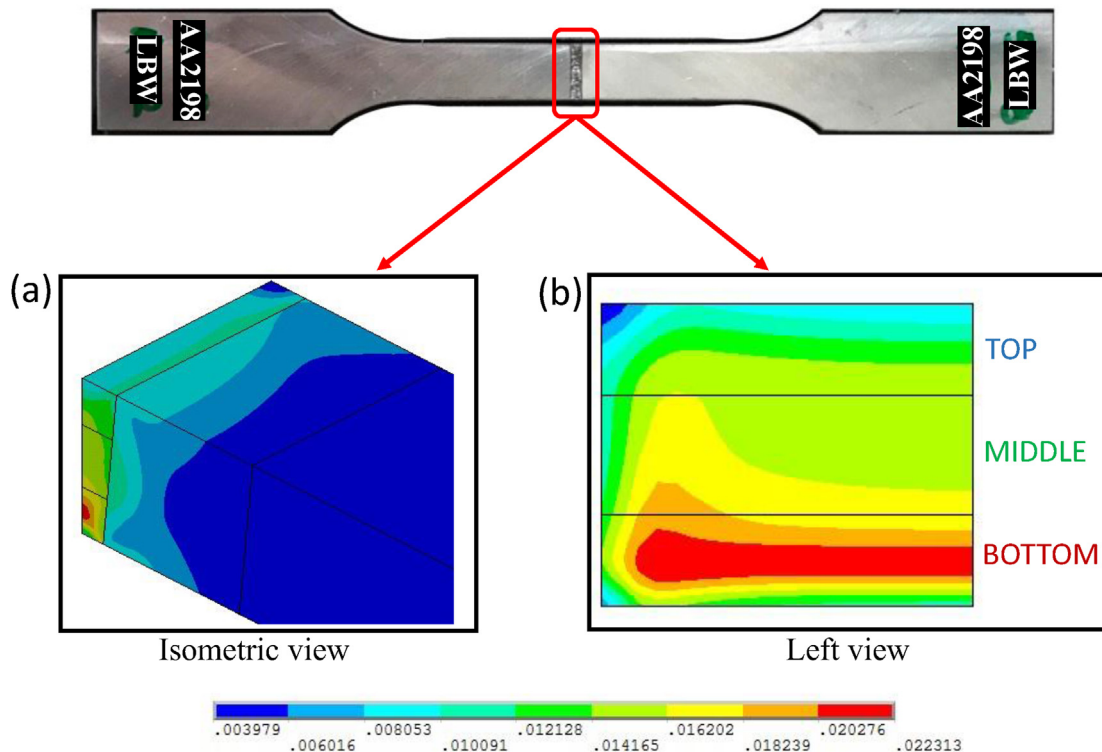 LBW
AA2198
AA2198
LBW
(a)
(b)
TOP
MIDDLE
BOTTOM
Isometric view
Left view
.003979 .008053 .012128 .016202 .020276
.006016 .010091 .014165 .018239 .022313